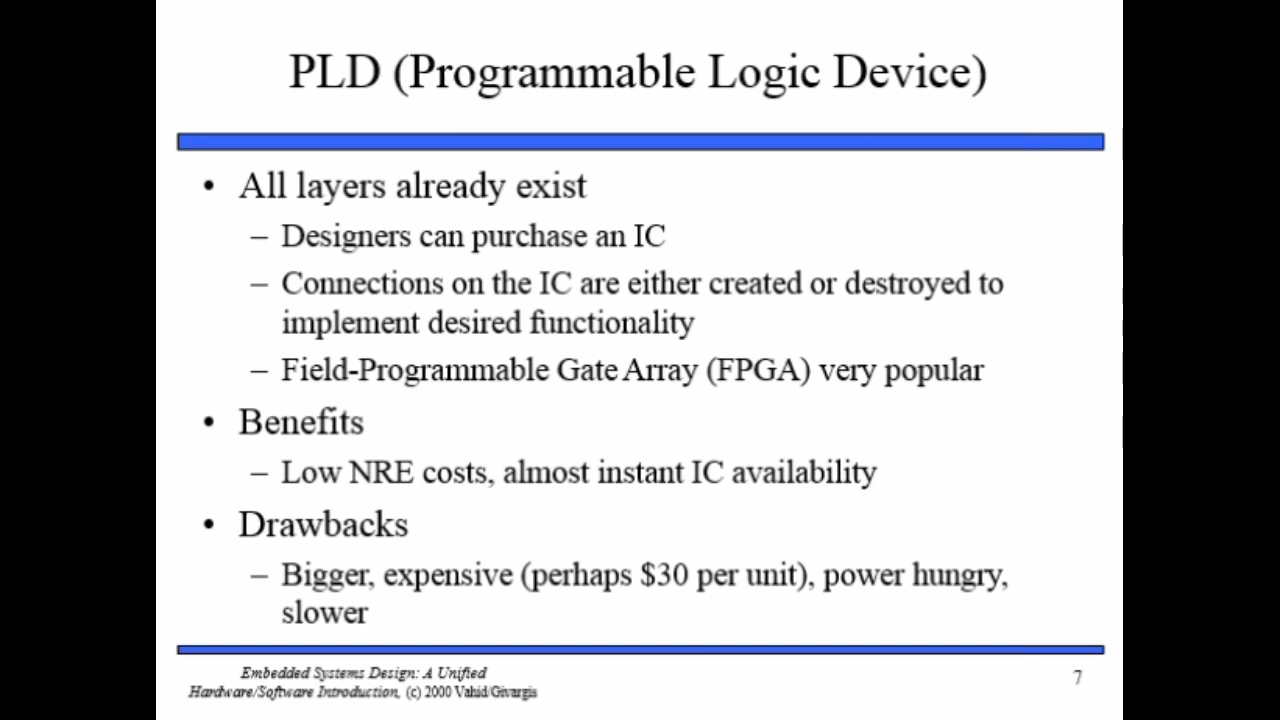 PLD (Programmable Logic Device)
• All layers already exist
– Designers can purchase an IC
– Connections on the IC are either created or destroyed to
implement desired functionality
– Field-Programmable Gate Array (FPGA) very popular
• Benefits
– Low NRE costs, almost instant IC availability
• Drawbacks
– Bigger, expensive (perhaps $30 per unit), power hungry,
slower
Embedded Systems Design: A Unified
Hardware/Software Introduction, (c) 2000 Vahid/Givargis
7